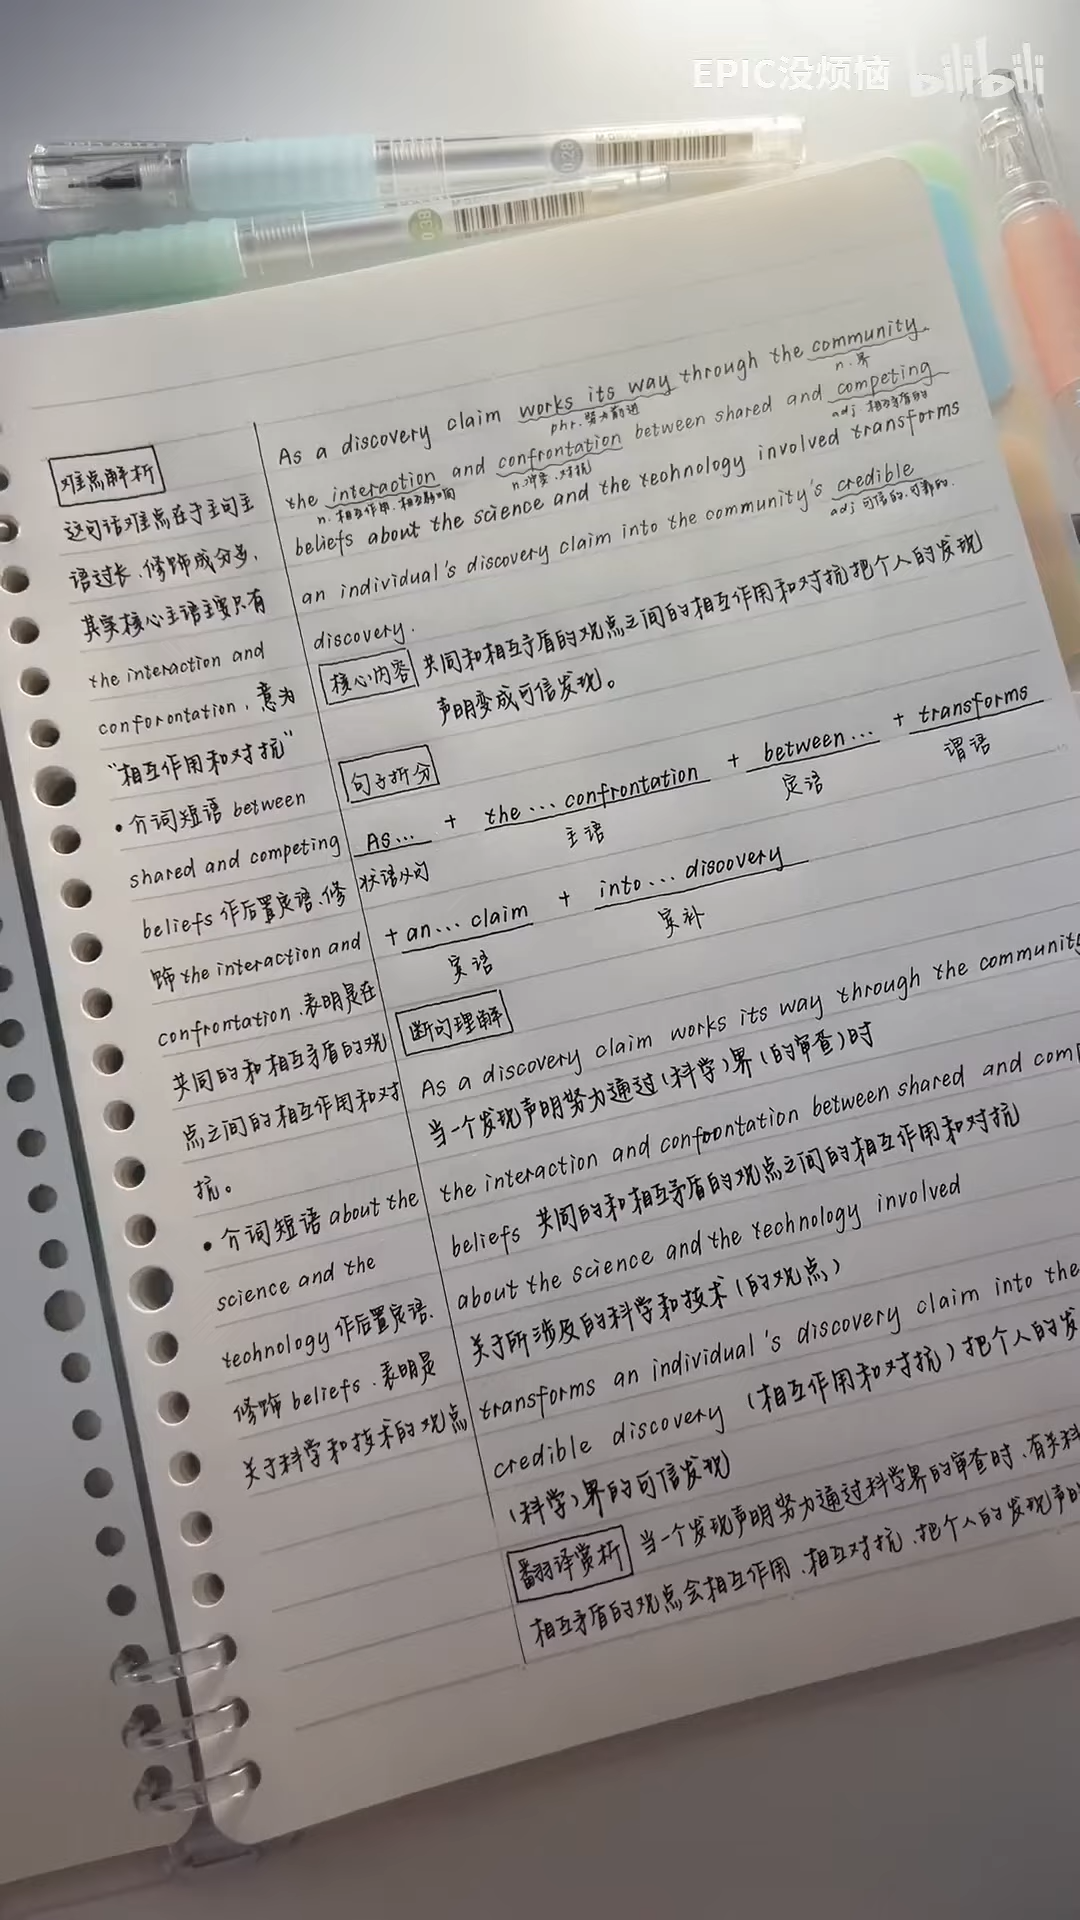 EPIC没烦恼 bilibili
0.28
0.38
难点解析
这句话难点在于主句主
语过长、修饰成分多,
其实核心主语主要只有
the interaction and
conforontation, 意为
"相互作用和对抗"
•介词短语 between
shared and competing
beliefs 作后置定语、修
饰 the interaction and
confrontation、表明是在
共同的和相互矛盾的观
点之间的相互作用和对
抗。
•介词短语 about the
science and the
technology 作后置定语、
修饰 beliefs、表明是
关于科学和技术的观点
As a discovery claim works its way through the community,
phr.努力前进
n.界
the interaction and confrontation between shared and competing
n.相互作用、相互影响
n.冲突、对抗
adj.相互矛盾的
beliefs about the science and the technology involved transforms
an individual's discovery claim into the community's credible
adj 可信的、可靠的.
discovery.
核心内容 共同和相互矛盾的观点之间的相互作用和对抗把个人的发现
声明变成可信发现。
句子拆分
As... + the ... confrontation + between ... + transforms
状语从句 主语 定语 谓语
+ an... claim + into ... discovery
宾语 宾补
断句理解
As a discovery claim works its way through the community
当一个发现声明努力通过(科学)界(的审查)时
the interaction and confrontation between shared and comp
beliefs 共同的和相互矛盾的观点之间的相互作用和对抗
about the science and the technology involved
关于所涉及的科学和技术(的观点)
transforms an individual's discovery claim into the
credible discovery (相互作用和对抗)把个人的发
(科学)界的可信发现
翻译赏析 当一个发现声明努力通过科学界的审查时、有关科
相互矛盾的观点会相互作用、相互对抗、把个人的发现声明